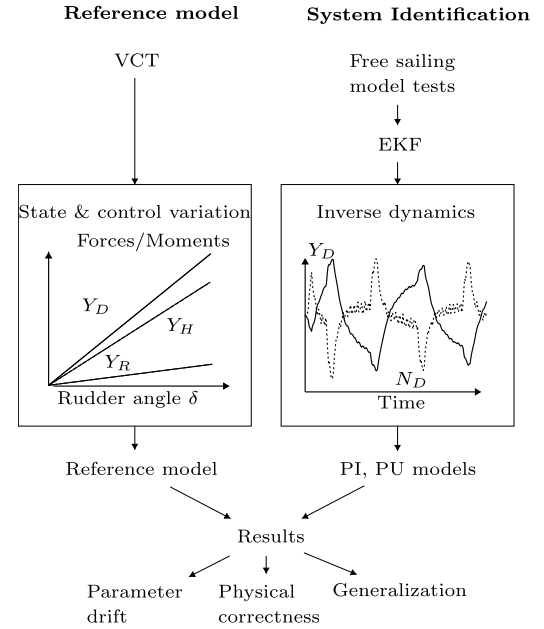 Reference model
VCT
State & control variation
Forces/Moments
Y_D
Y_H
Y_R
Rudder angle δ
Reference model
System Identification
Free sailing
model tests
EKF
Inverse dynamics
Y_D
N_D
Time
PI, PU models
Results
Parameter
drift
Physical
correctness
Generalization